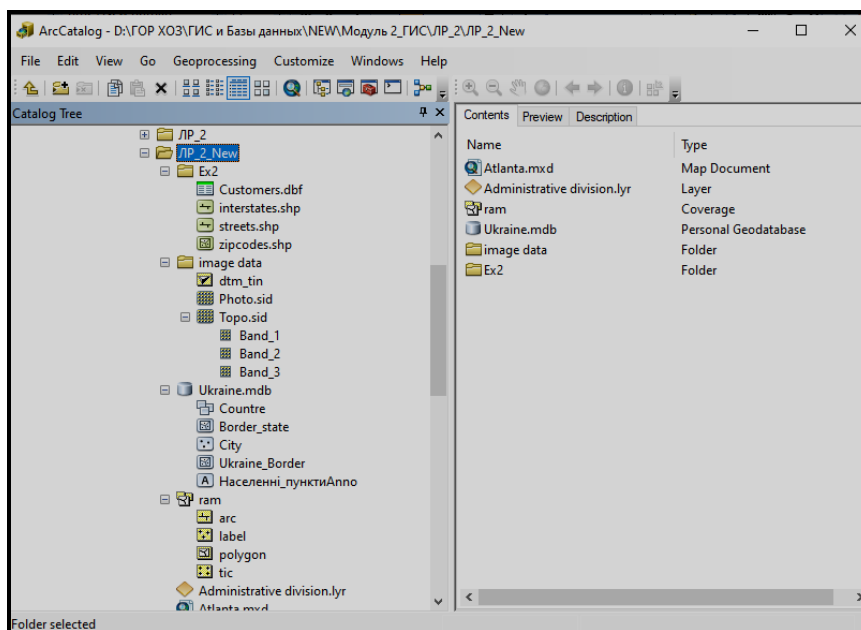 ArcCatalog - D:\ГОР ХОЗ\ГИС и Базы данных\NEW\Модуль 2_ГИС\ЛР_2\ЛР_2_New
File Edit View Go Geoprocessing Customize Windows Help
Catalog Tree
ЛР_2
ЛР_2_New
Ex2
Customers.dbf
interstates.shp
streets.shp
zipcodes.shp
image data
dtm_tin
Photo.sid
Topo.sid
Band_1
Band_2
Band_3
Ukraine.mdb
Countre
Border_state
City
Ukraine_Border
A Населенні_пунктиAnno
ram
arc
label
polygon
tic
Administrative division.lyr
Atlanta.mxd
Contents Preview Description
Name Type
Atlanta.mxd Map Document
Administrative division.lyr Layer
ram Coverage
Ukraine.mdb Personal Geodatabase
image data Folder
Ex2 Folder
Folder selected